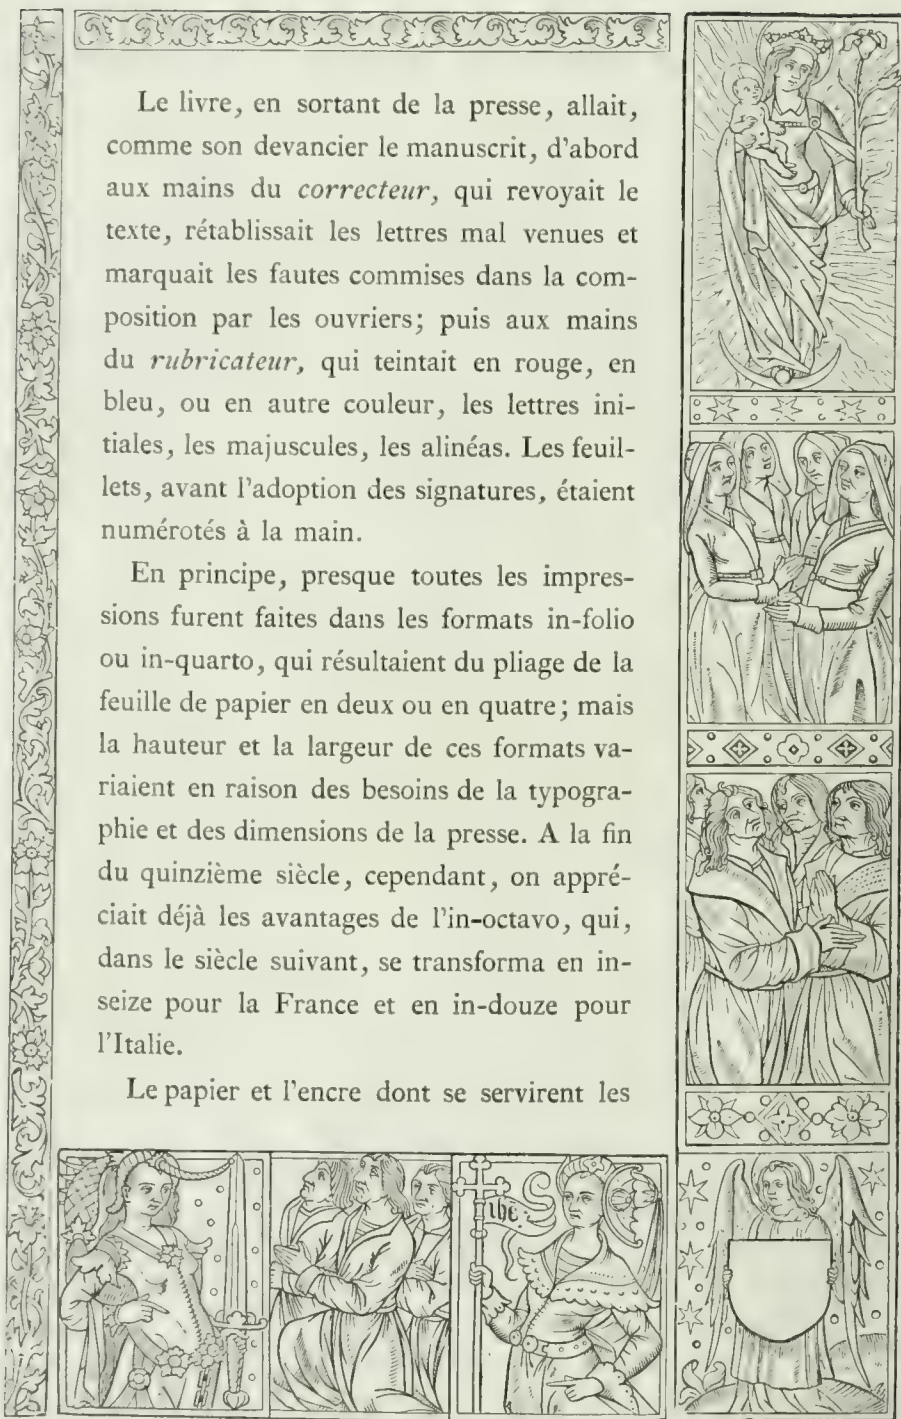 Le livre, en sortant de la presse, allait,
comme son devancier le manuscrit, d'abord
aux mains du correcteur, qui revoyait le
texte, rétablissait les lettres mal venues et
marquait les fautes commises dans la com-
position par les ouvriers; puis aux mains
du rubricateur, qui teintait en rouge, en
bleu, ou en autre couleur, les lettres ini-
tiales, les majuscules, les alinéas. Les feuil-
lets, avant l'adoption des signatures, étaient
numérotés à la main.
En principe, presque toutes les impres-
sions furent faites dans les formats in-folio
ou in-quarto, qui résultaient du pliage de la
feuille de papier en deux ou en quatre; mais
la hauteur et la largeur de ces formats va-
riaient en raison des besoins de la typogra-
phie et des dimensions de la presse. A la fin
du quinzième siècle, cependant, on appré-
ciait déjà les avantages de l'in-octavo, qui,
dans le siècle suivant, se transforma en in-
seize pour la France et en in-douze pour
l'Italie.
Le papier et l'encre dont se servirent les